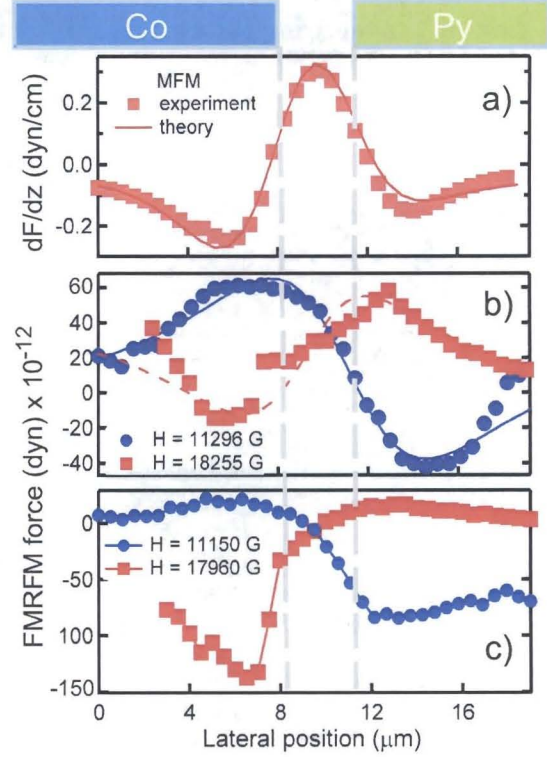 Co
Py
MFM
experiment
theory
a)
dF/dz (dyn/cm)
0.2
0.0
-0.2
b)
60
40
20
0
-20
-40
H = 11296 G
H = 18255 G
FMRFM force (dyn) x 10-12
c)
0
-50
100
-150
H = 11150 G
H = 17960 G
0
4
8
12
16
Lateral position (μm)